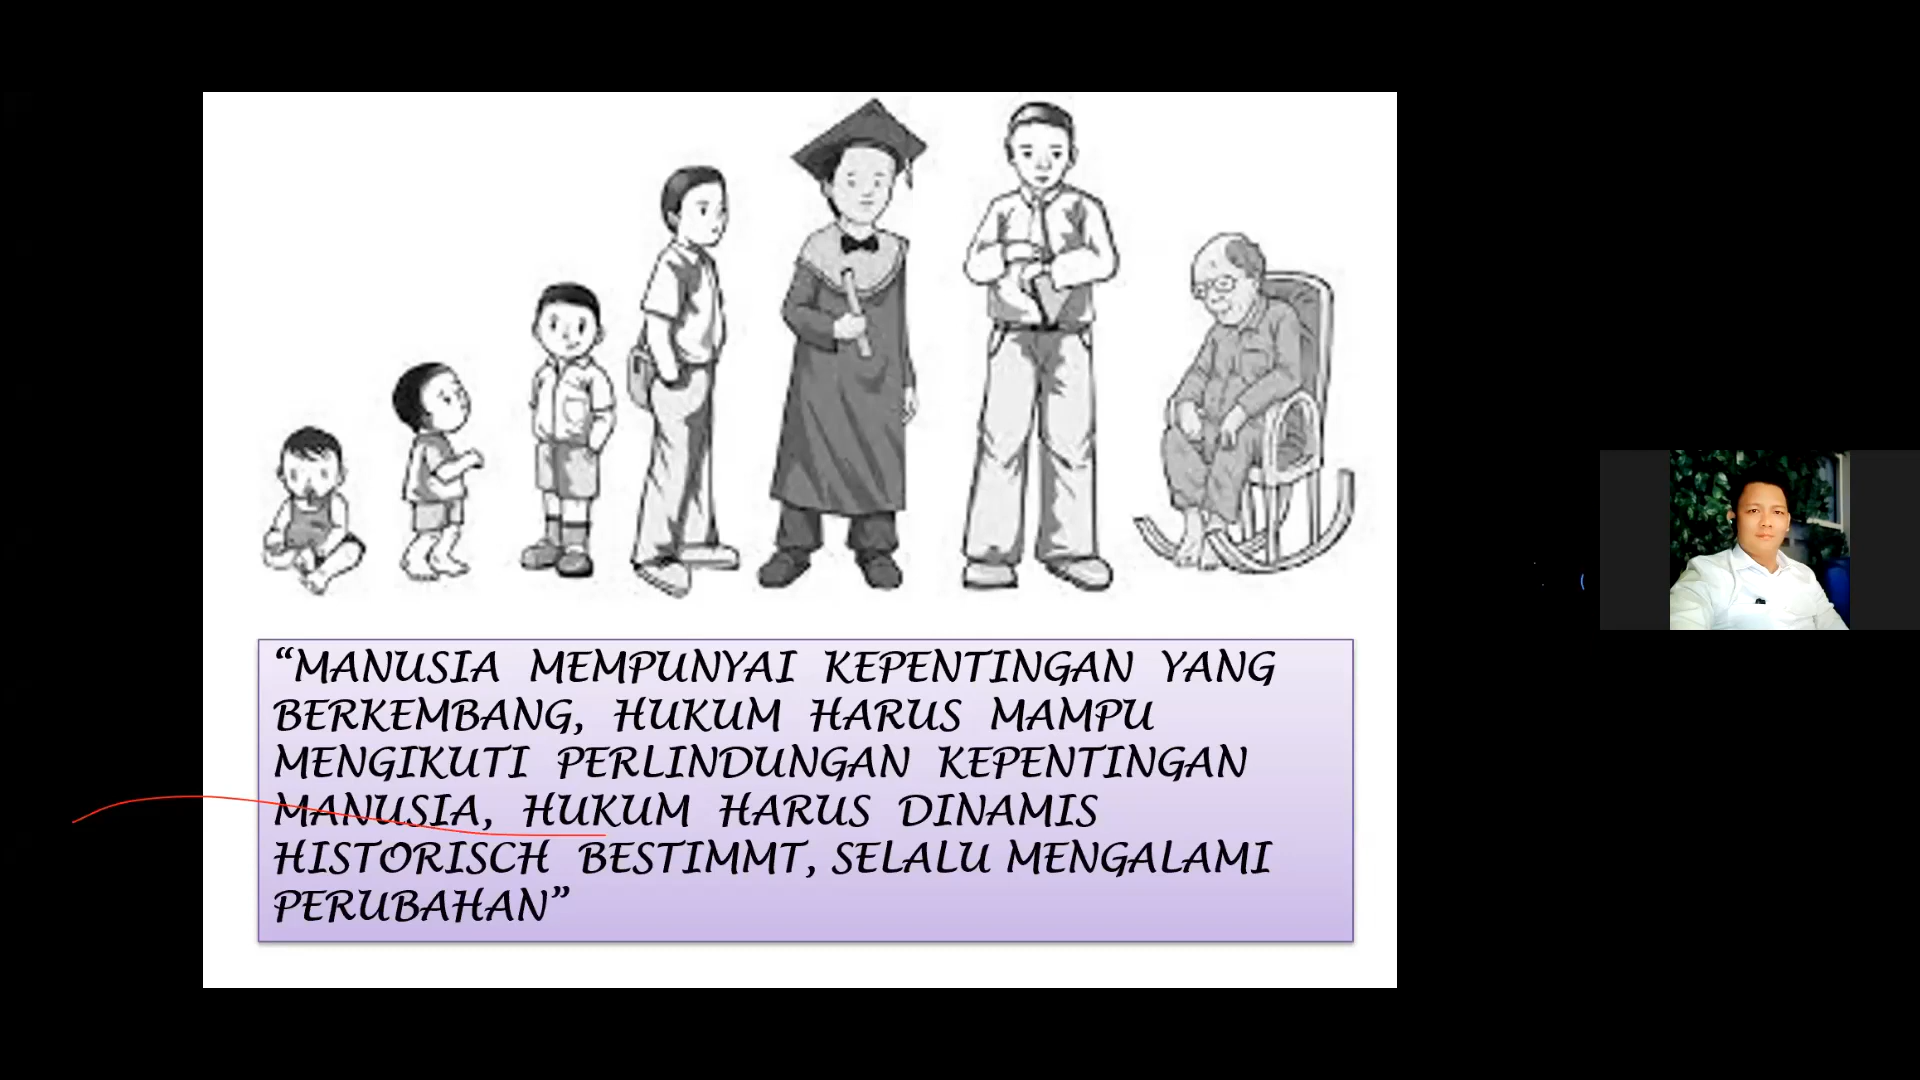 “MANUSIA MEMPUNYAI KEPENTINGAN YANG
BERKEMBANG, HUKUM HARUS MAMPU
MENGIKUTI PERLINDUNGAN KEPENTINGAN
MANUSIA, HUKUM HARUS DINAMIS
HISTORISCH BESTIMMT, SELALU MENGALAMI
PERUBAHAN”